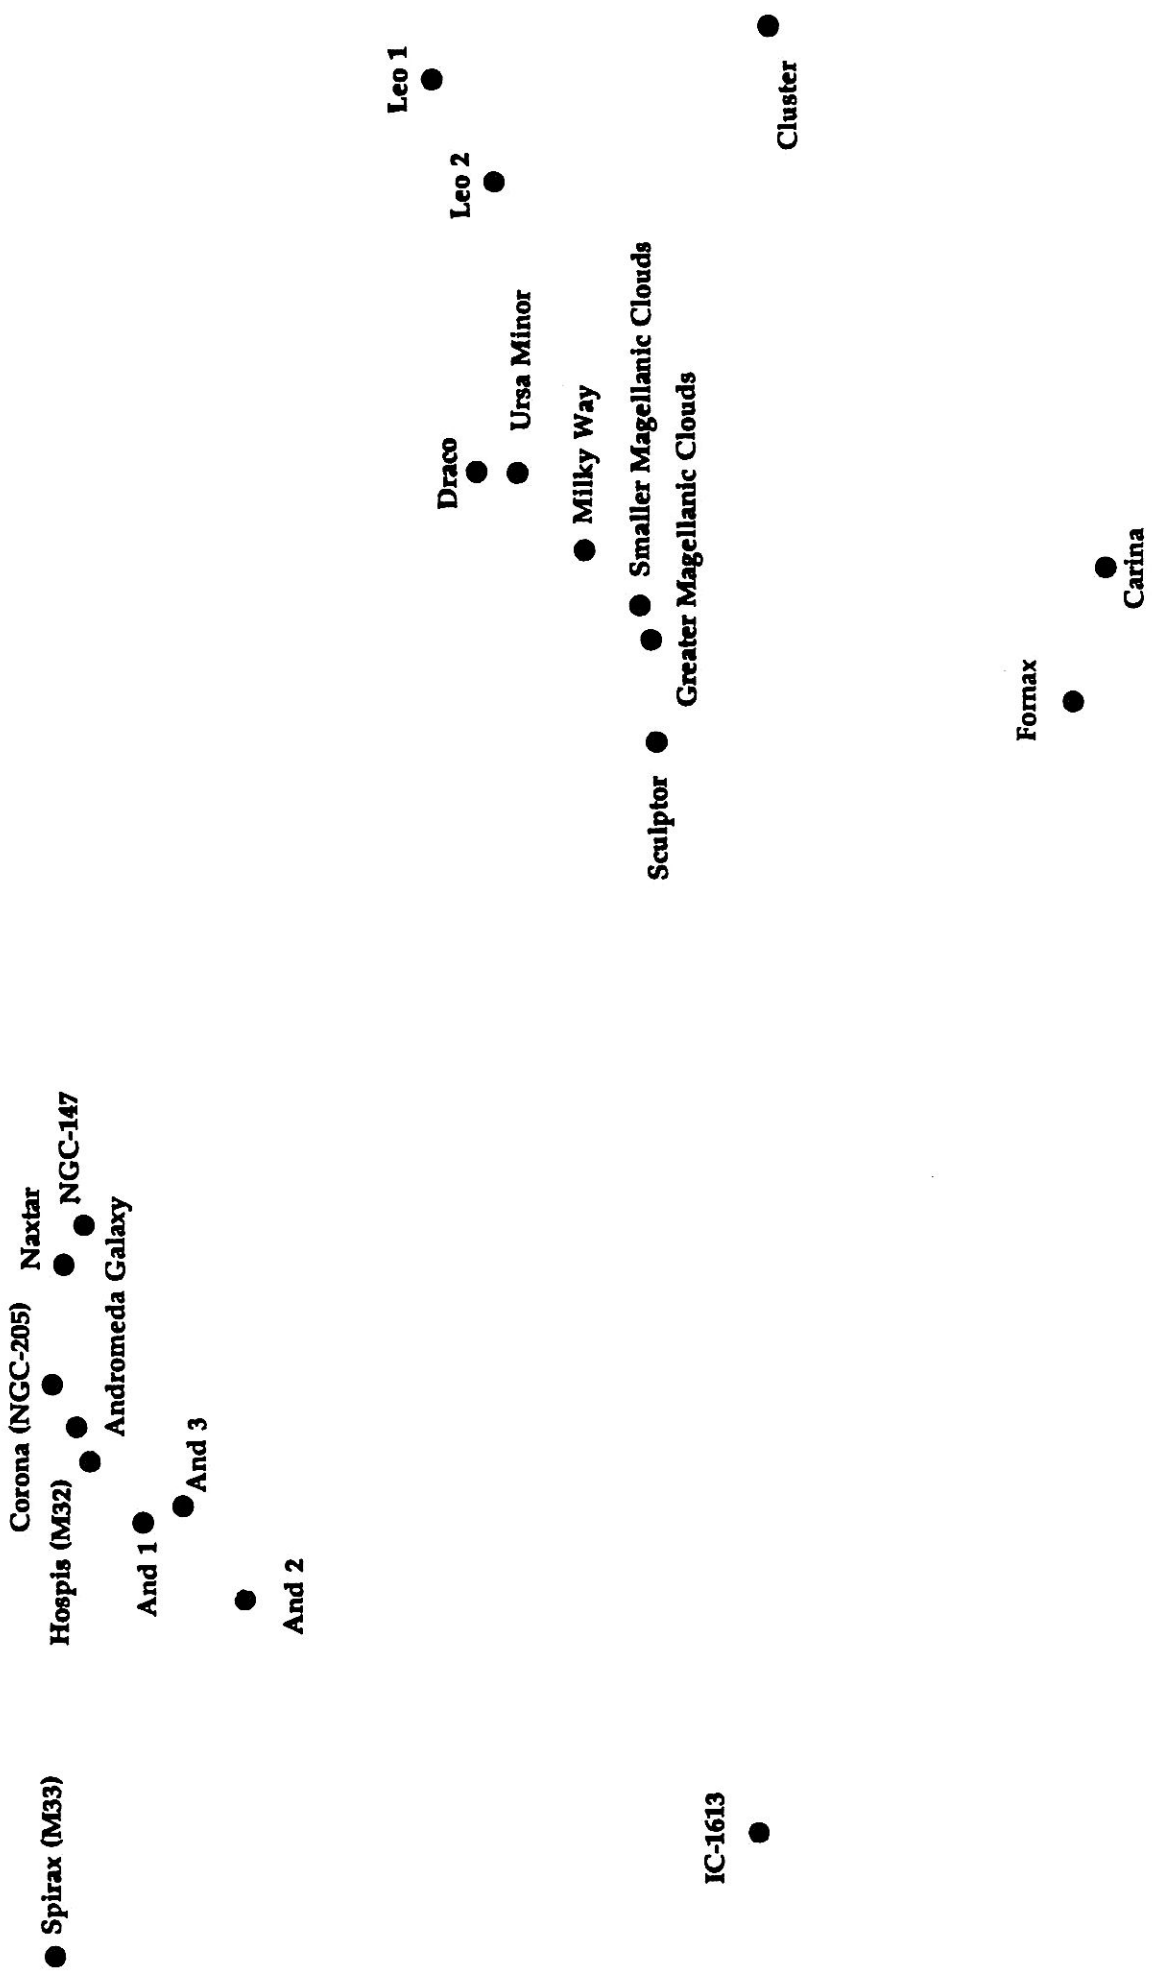 Spirax (M33)
Corona (NGC-205)
Naxtar
NGC-147
Hospis (M32)
Andromeda Galaxy
And 1
And 3
And 2
Leo 1
Leo 2
Draco
Ursa Minor
Milky Way
Smaller Magellanic Clouds
Greater Magellanic Clouds
Sculptor
IC-1613
Cluster
Fornax
Carina